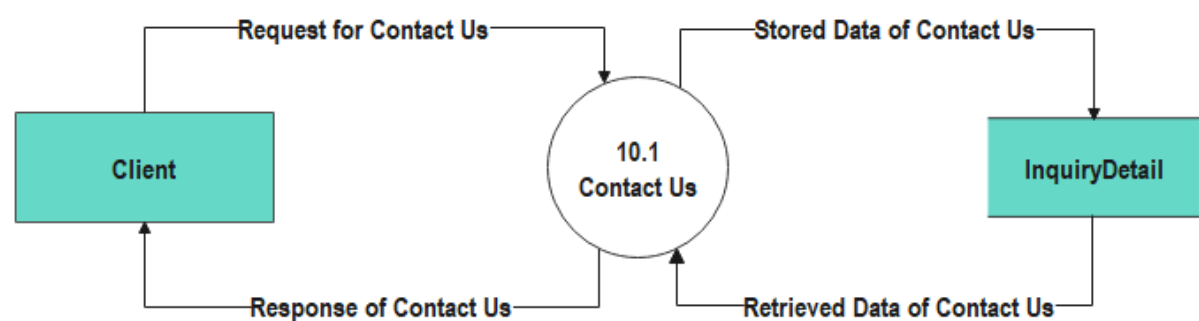 Request for Contact Us
Stored Data of Contact Us
Client
10.1
Contact Us
InquiryDetail
Response of Contact Us
Retrieved Data of Contact Us